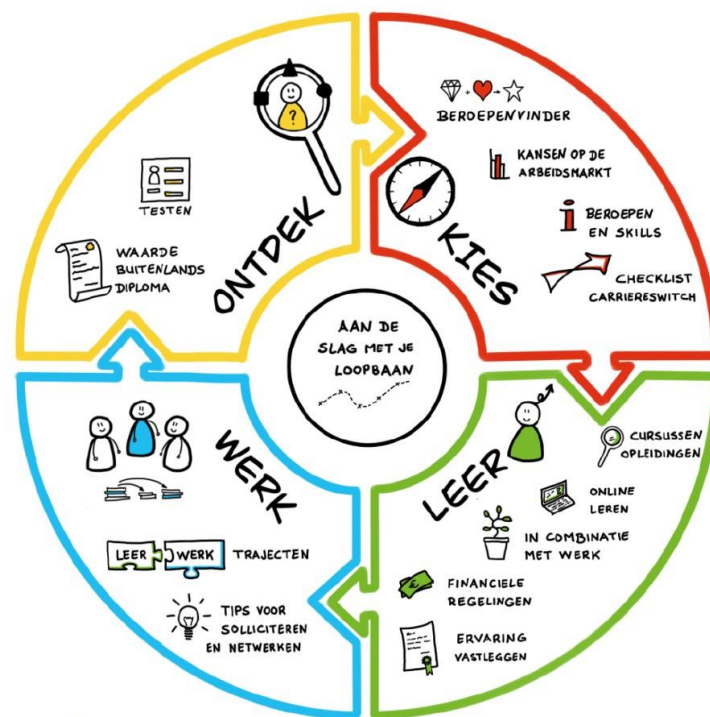 ONTDEK
?
TESTEN
WAARDE
BUITENLANDS
DIPLOMA
KIES
BEROEPENVINDER
KANSEN OP DE
ARBEIDSMARKT
i BEROEPEN
EN SKILLS
CHECKLIST
CARRIERESWITCH
AAN DE
SLAG MET JE
LOOPBAAN
LEER
CURSUSSEN
OPLEIDINGEN
ONLINE
LEREN
IN COMBINATIE
MET WERK
€
FINANCIELE
REGELINGEN
ERVARING
VASTLEGGEN
WERK
LEER WERK TRAJECTEN
TIPS VOOR
SOLLICITEREN
EN NETWERKEN